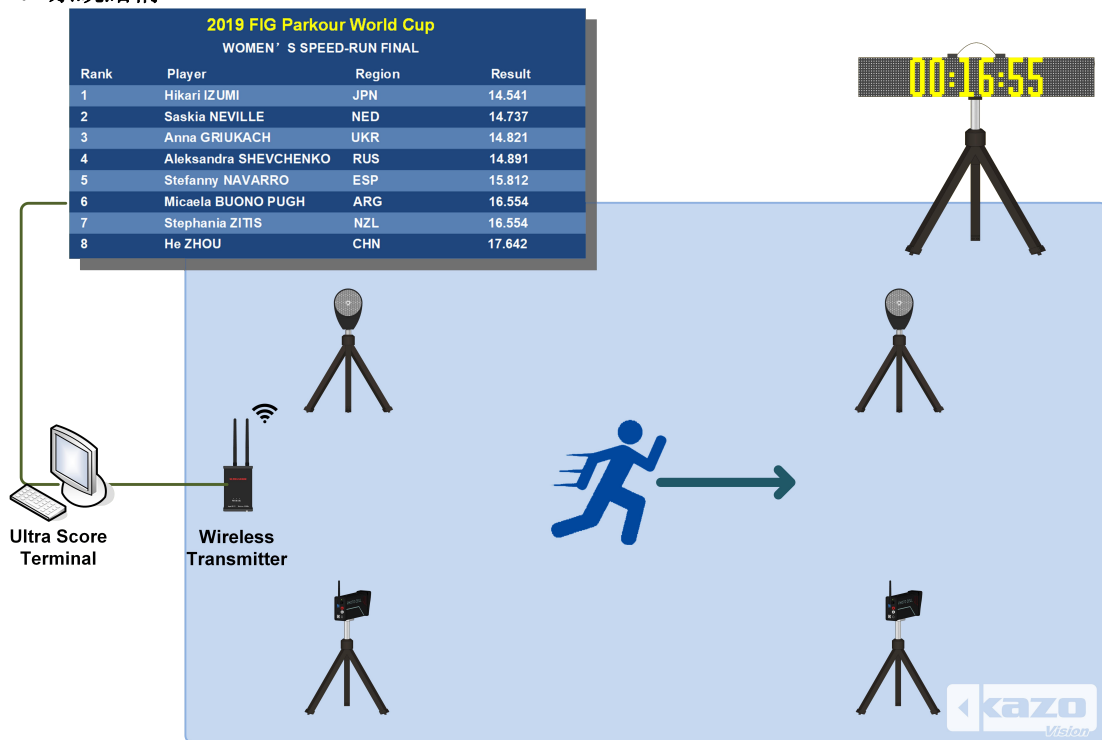 2019 FIG Parkour World Cup
WOMEN’S SPEED-RUN FINAL
Rank Player Region Result
1 Hikari IZUMI JPN 14.541
2 Saskia NEVILLE NED 14.737
3 Anna GRIUKACH UKR 14.821
4 Aleksandra SHEVCHENKO RUS 14.891
5 Stefanny NAVARRO ESP 15.812
6 Micaela BUONO PUGH ARG 16.554
7 Stephania ZITIS NZL 16.554
8 He ZHOU CHN 17.642
00:16:55
Ultra Score
Terminal
Wireless
Transmitter
kazo
Vision